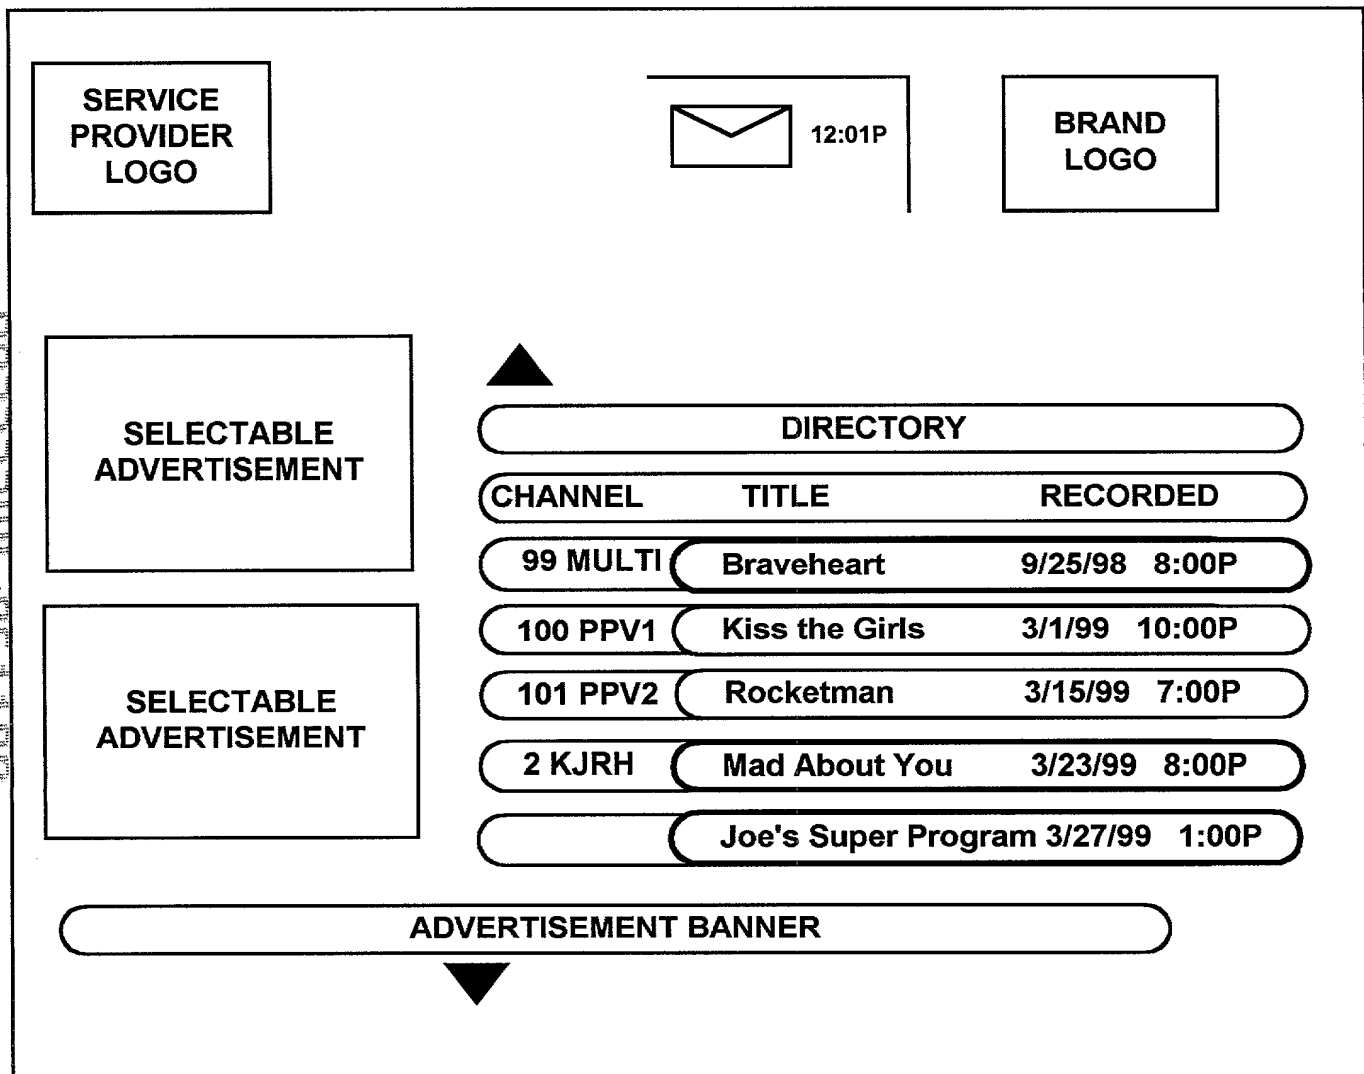 SERVICE
PROVIDER
LOGO
12:01P
BRAND
LOGO
SELECTABLE
ADVERTISEMENT
SELECTABLE
ADVERTISEMENT
DIRECTORY
CHANNEL TITLE RECORDED
99 MULTI Braveheart 9/25/98 8:00P
100 PPV1 Kiss the Girls 3/1/99 10:00P
101 PPV2 Rocketman 3/15/99 7:00P
2 KJRH Mad About You 3/23/99 8:00P
Joe's Super Program 3/27/99 1:00P
ADVERTISEMENT BANNER